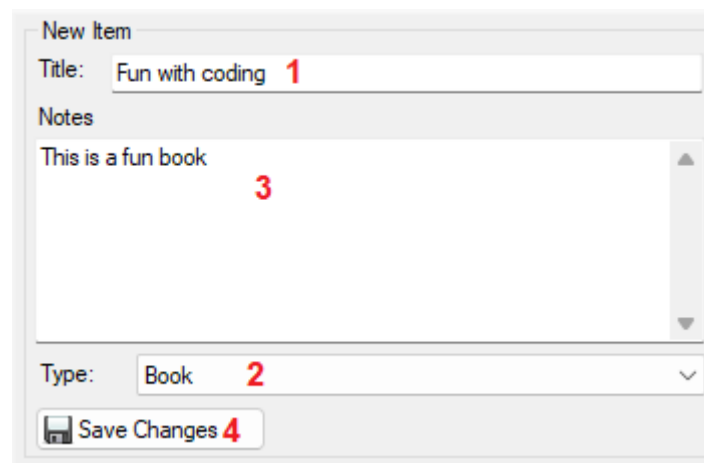 New Item
Title: Fun with coding 1
Notes
This is a fun book
3
Type: Book 2
Save Changes 4